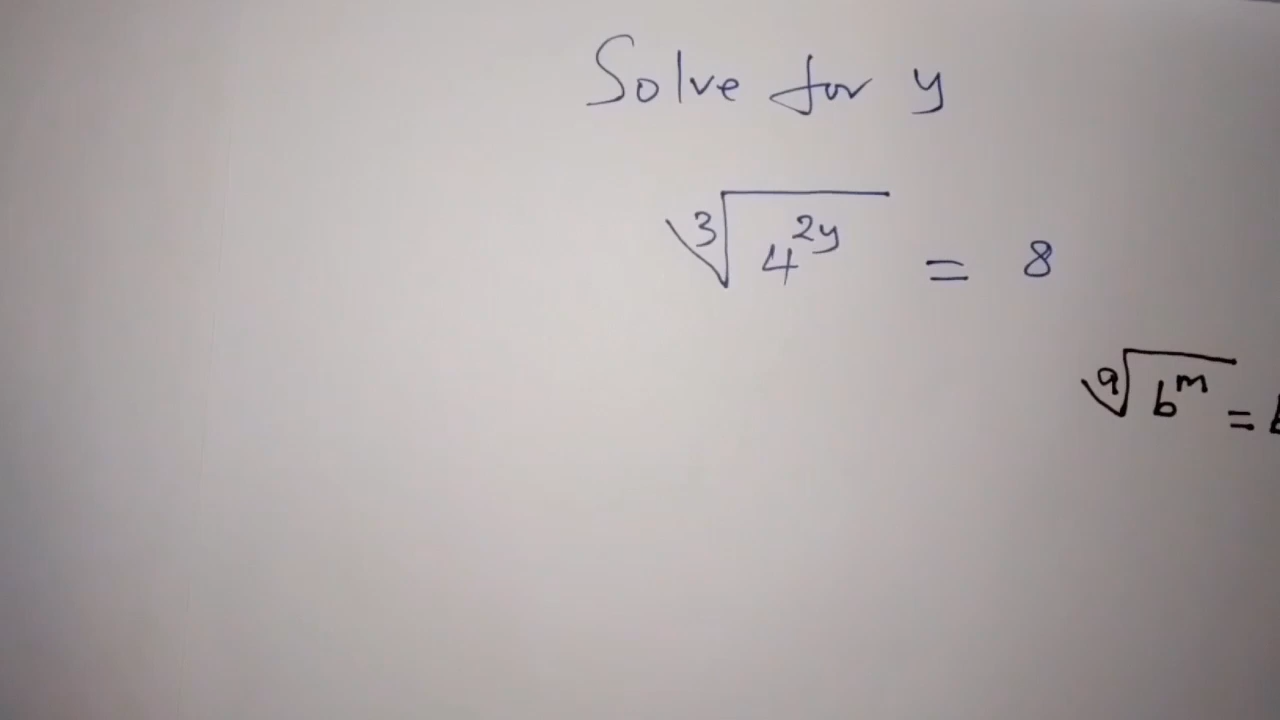 Solve for y
∛(4^{2y}) = 8
ᵃ√(b^m) =